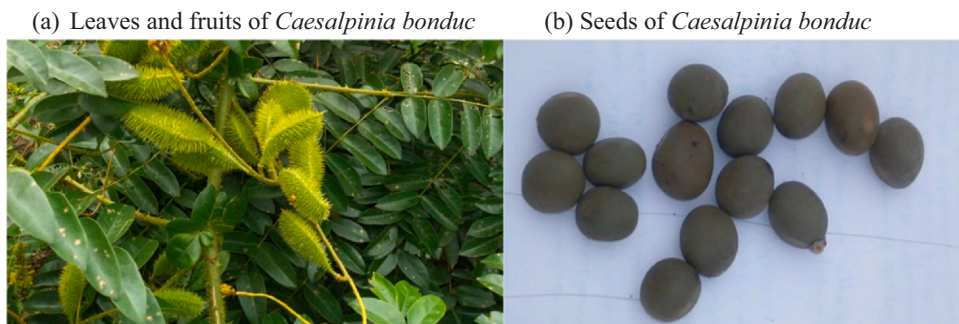 (a) Leaves and fruits of Caesalpinia bonduc
(b) Seeds of Caesalpinia bonduc